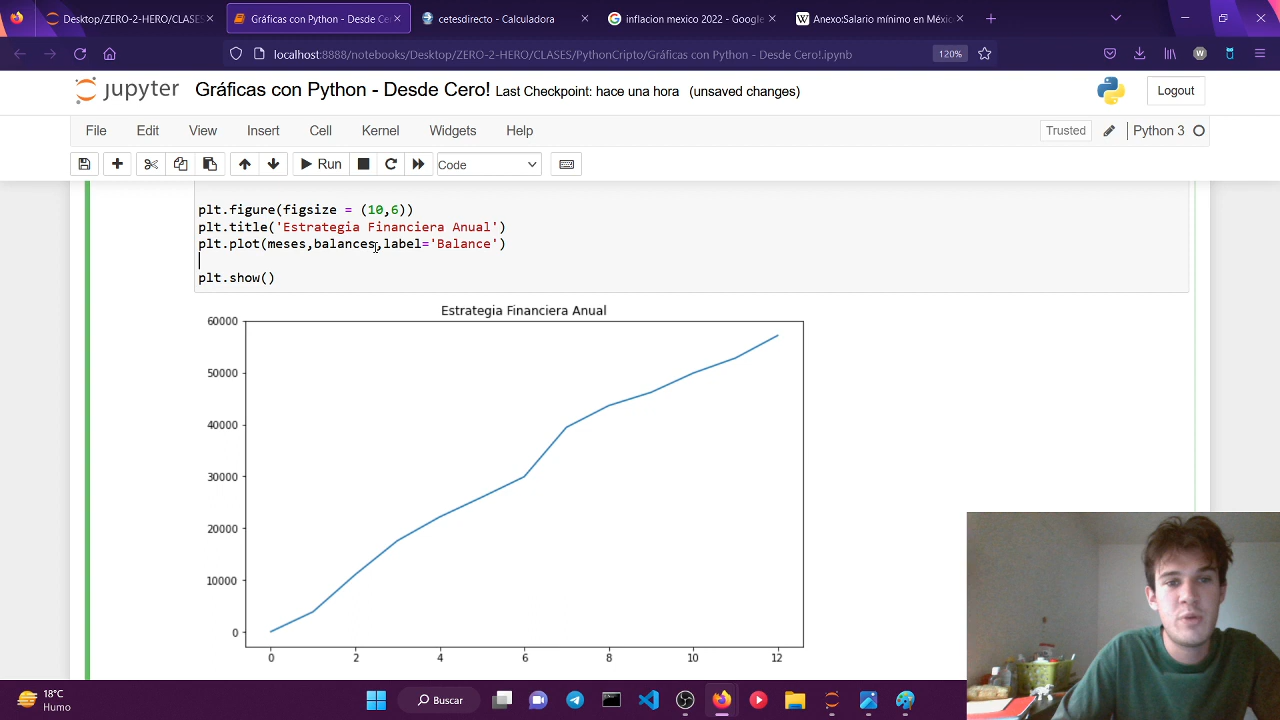 Desktop/ZERO-2-HERO/CLASES
Gráficas con Python - Desde Ce
cetesdirecto - Calculadora
inflacion mexico 2022 - Google
Anexo:Salario mínimo en Méxic
localhost:8888/notebooks/Desktop/ZERO-2-HERO/CLASES/PythonCripto/Gráficas con Python - Desde Cero!.ipynb
120%
W
jupyter
Gráficas con Python - Desde Cero! Last Checkpoint: hace una hora (unsaved changes)
Logout
File Edit View Insert Cell Kernel Widgets Help
Trusted
Python 3
Run
Code
plt.figure(figsize = (10,6))
plt.title('Estrategia Financiera Anual')
plt.plot(meses,balances,label='Balance')
plt.show()
Estrategia Financiera Anual
60000
50000
40000
30000
20000
10000
0
0 2 4 6 8 10 12
18°C
Humo
Buscar